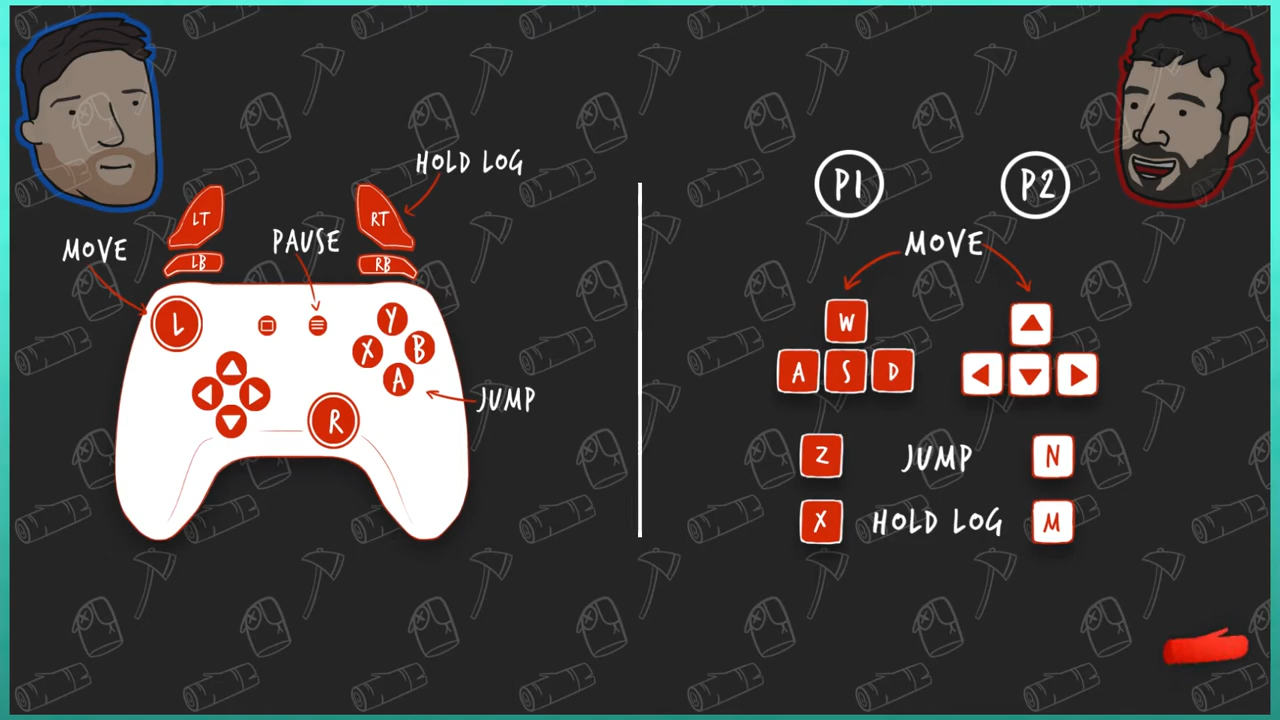 HOLD LOG
LT
RT
MOVE
PAUSE
LB
RB
L
Y
X
B
A
R
JUMP
P1
P2
MOVE
W
A S D
Z JUMP N
X HOLD LOG M